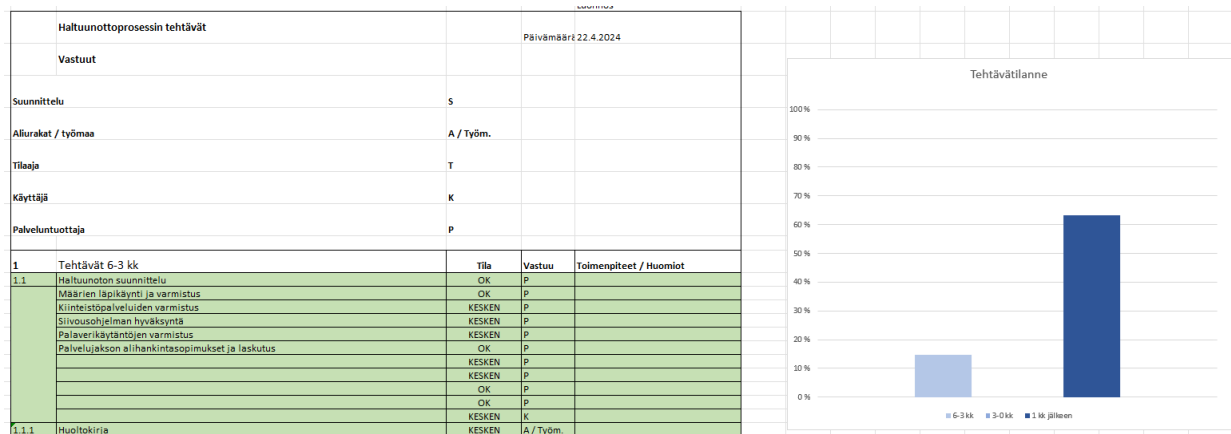 Luonnos
Haltuunottoprosessin tehtävät
Päivämäärä 22.4.2024
Vastuut
Suunnittelu S
Aliurakat / työmaa A / Työm.
Tilaaja T
Käyttäjä K
Palveluntuottaja P
1 Tehtävät 6-3 kk Tila Vastuu Toimenpiteet / Huomiot
1.1 Haltuunoton suunnittelu OK P
Määrien läpikäynti ja varmistus OK P
Kiinteistöpalveluiden varmistus KESKEN P
Siivousohjelman hyväksyntä KESKEN P
Palaverikäytäntöjen varmistus KESKEN P
Palvelujakson alihankintasopimukset ja laskutus OK P
KESKEN P
KESKEN P
OK P
OK P
KESKEN K
1.1.1 Huoltokirja KESKEN A / Työm.
Tehtävätilanne
100 %
90 %
80 %
70 %
60 %
50 %
40 %
30 %
20 %
10 %
0 %
6-3 kk 3-0 kk 1 kk jälkeen